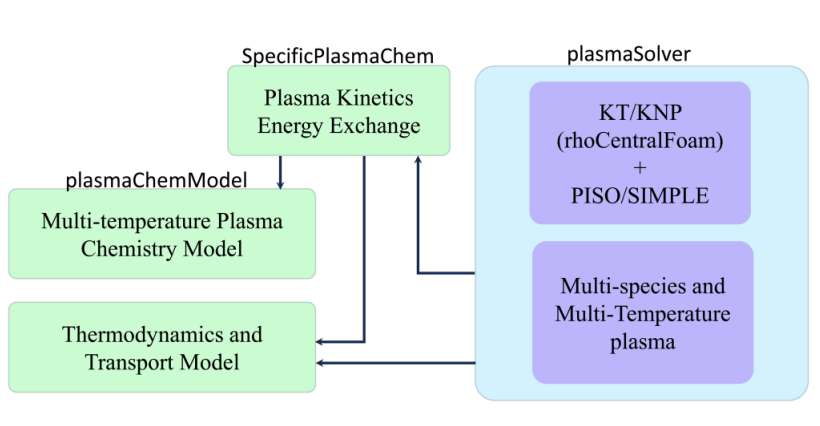 SpecificPlasmaChem
Plasma Kinetics
Energy Exchange
plasmaChemModel
Multi-temperature Plasma
Chemistry Model
Thermodynamics and
Transport Model
plasmaSolver
KT/KNP
(rhoCentralFoam)
+
PISO/SIMPLE
Multi-species and
Multi-Temperature
plasma